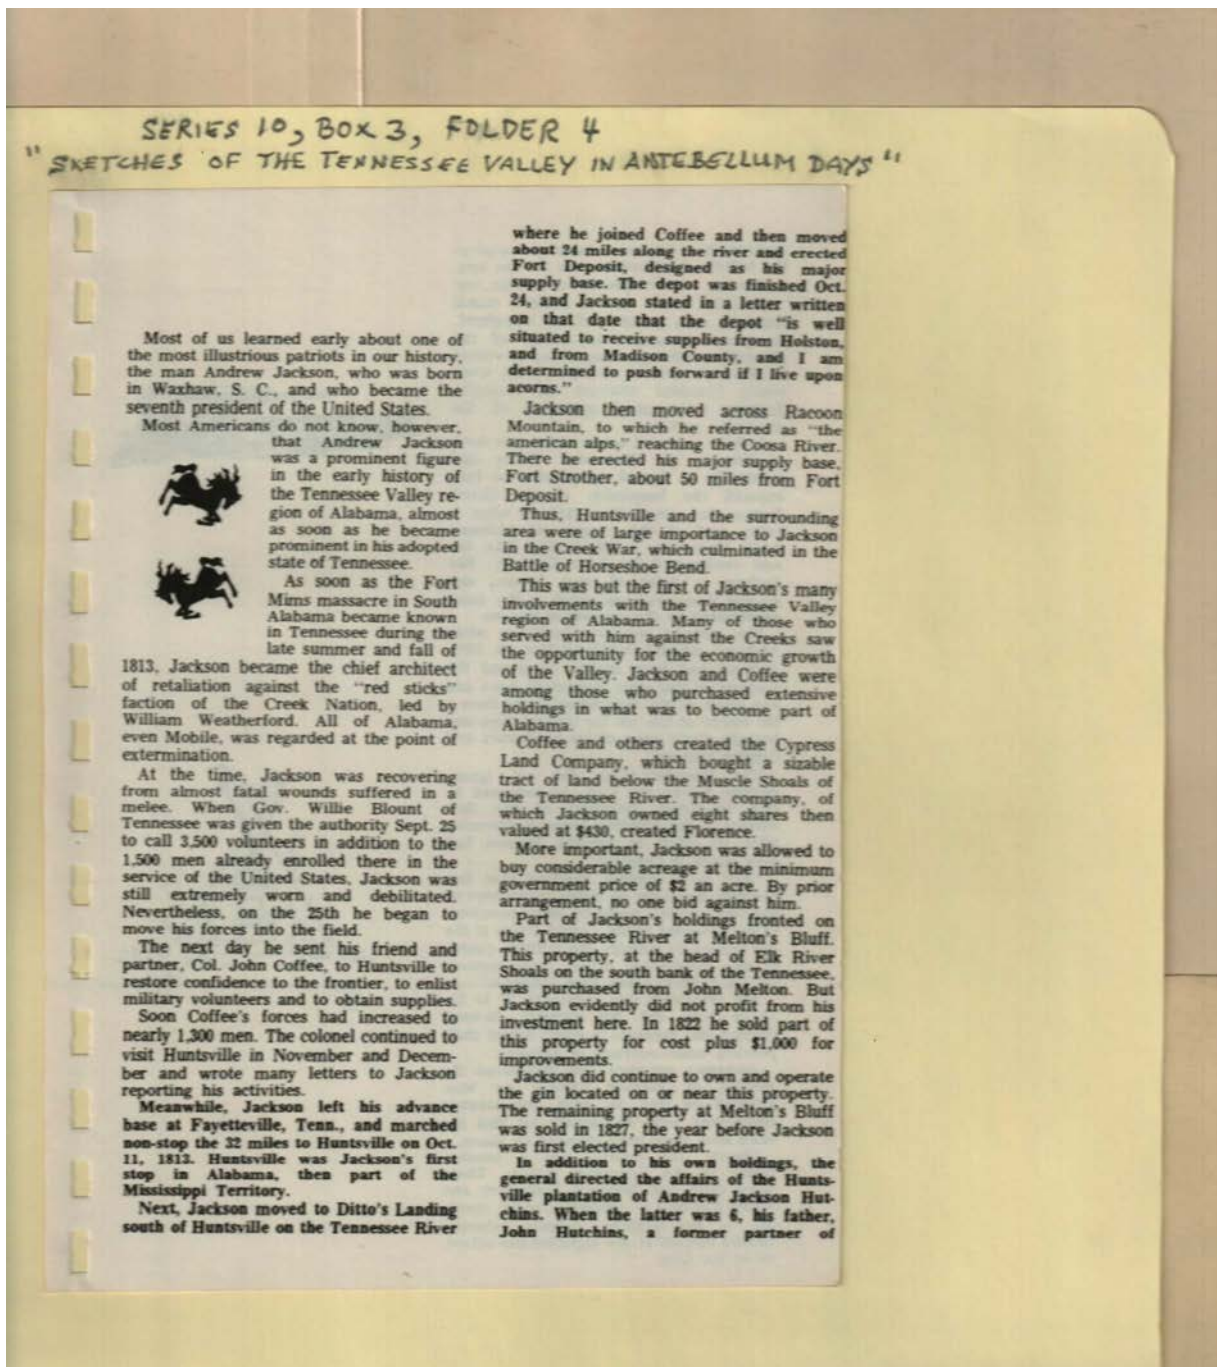 SERIES 10, BOX 3, FOLDER 4
"SKETCHES OF THE TENNESSEE VALLEY IN ANTEBELLUM DAYS"
Most of us learned early about one of
the most illustrious patriots in our history,
the man Andrew Jackson, who was born
in Waxhaw, S. C., and who became the
seventh president of the United States.
Most Americans do not know, however,
that Andrew Jackson
was a prominent figure
in the early history of
the Tennessee Valley re-
gion of Alabama, almost
as soon as he became
prominent in his adopted
state of Tennessee.
As soon as the Fort
Mims massacre in South
Alabama became known
in Tennessee during the
late summer and fall of
1813, Jackson became the chief architect
of retaliation against the "red sticks"
faction of the Creek Nation, led by
William Weatherford. All of Alabama,
even Mobile, was regarded at the point of
extermination.
At the time, Jackson was recovering
from almost fatal wounds suffered in a
melee. When Gov. Willie Blount of
Tennessee was given the authority Sept. 25
to call 3,500 volunteers in addition to the
1,500 men already enrolled there in the
service of the United States, Jackson was
still extremely worn and debilitated.
Nevertheless, on the 25th he began to
move his forces into the field.
The next day he sent his friend and
partner, Col. John Coffee, to Huntsville to
restore confidence to the frontier, to enlist
military volunteers and to obtain supplies.
Soon Coffee's forces had increased to
nearly 1,300 men. The colonel continued to
visit Huntsville in November and Decem-
ber and wrote many letters to Jackson
reporting his activities.
Meanwhile, Jackson left his advance
base at Fayetteville, Tenn., and marched
non-stop the 32 miles to Huntsville on Oct.
11, 1813. Huntsville was Jackson's first
stop in Alabama, then part of the
Mississippi Territory.
Next, Jackson moved to Ditto's Landing
south of Huntsville on the Tennessee River
where he joined Coffee and then moved
about 24 miles along the river and erected
Fort Deposit, designed as his major
supply base. The depot was finished Oct.
24, and Jackson stated in a letter written
on that date that the depot "is well
situated to receive supplies from Holston,
and from Madison County, and I am
determined to push forward if I live upon
acorns."
Jackson then moved across Racoon
Mountain, to which he referred as "the
american alps," reaching the Coosa River.
There he erected his major supply base,
Fort Strother, about 50 miles from Fort
Deposit.
Thus, Huntsville and the surrounding
area were of large importance to Jackson
in the Creek War, which culminated in the
Battle of Horseshoe Bend.
This was but the first of Jackson's many
involvements with the Tennessee Valley
region of Alabama. Many of those who
served with him against the Creeks saw
the opportunity for the economic growth
of the Valley. Jackson and Coffee were
among those who purchased extensive
holdings in what was to become part of
Alabama.
Coffee and others created the Cypress
Land Company, which bought a sizable
tract of land below the Muscle Shoals of
the Tennessee River. The company, of
which Jackson owned eight shares then
valued at $430, created Florence.
More important, Jackson was allowed to
buy considerable acreage at the minimum
government price of $2 an acre. By prior
arrangement, no one bid against him.
Part of Jackson's holdings fronted on
the Tennessee River at Melton's Bluff.
This property, at the head of Elk River
Shoals on the south bank of the Tennessee,
was purchased from John Melton. But
Jackson evidently did not profit from his
investment here. In 1822 he sold part of
this property for cost plus $1,000 for
improvements.
Jackson did continue to own and operate
the gin located on or near this property.
The remaining property at Melton's Bluff
was sold in 1827, the year before Jackson
was first elected president.
In addition to his own holdings, the
general directed the affairs of the Hunts-
ville plantation of Andrew Jackson Hut-
chins. When the latter was 6, his father,
John Hutchins, a former partner of